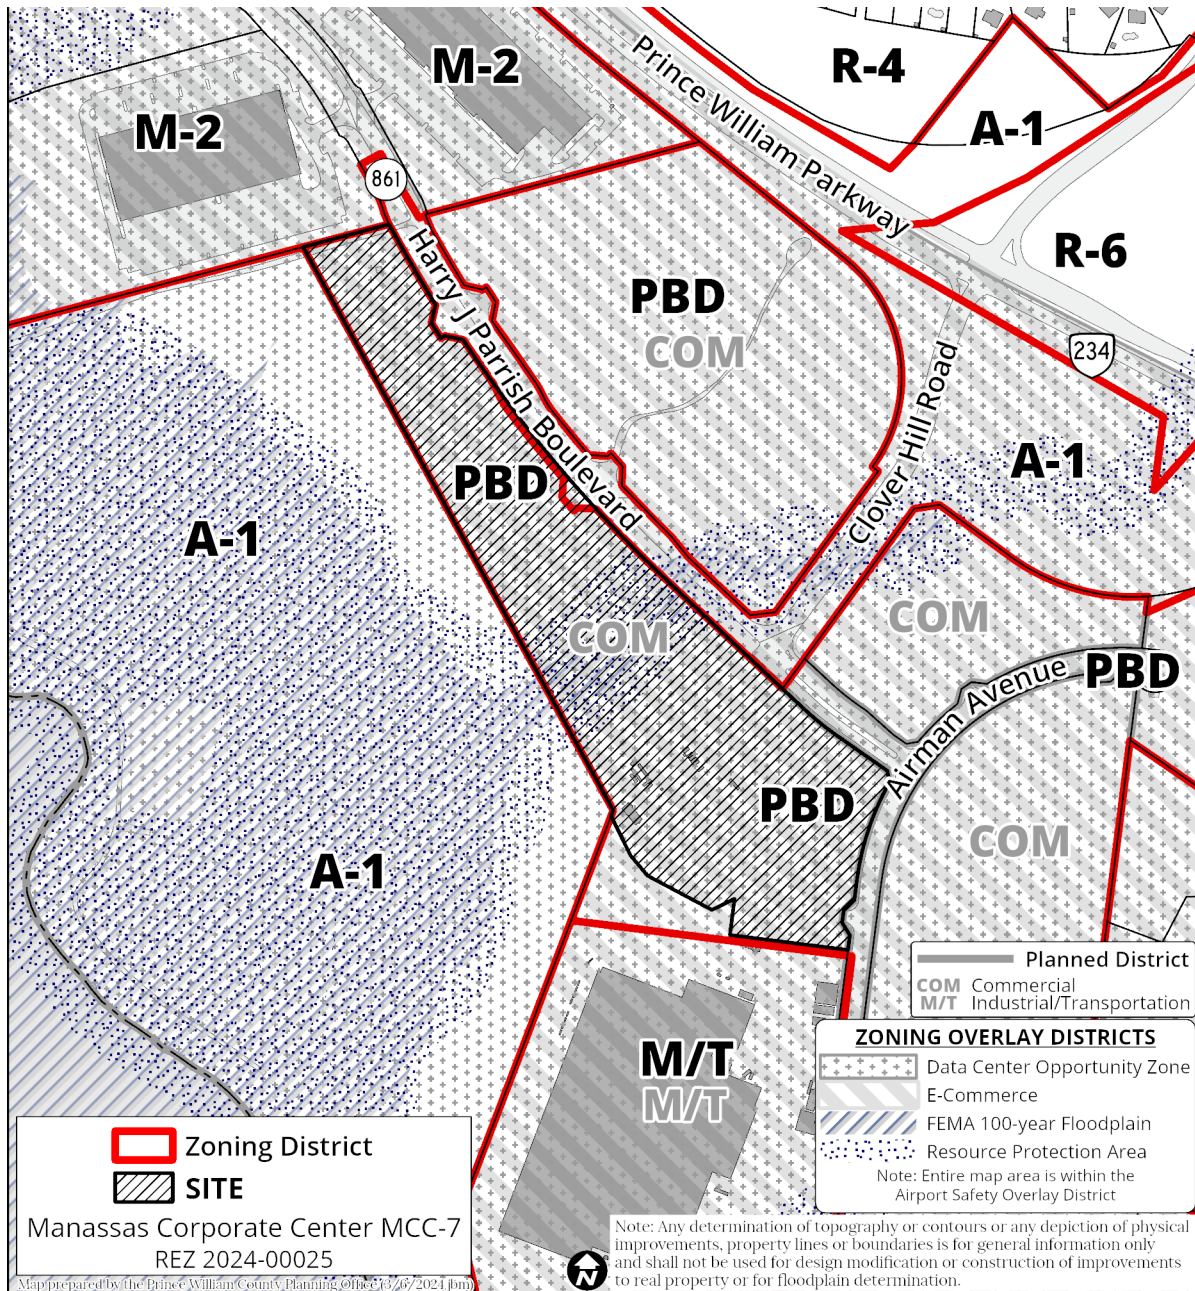 M-2
R-4
Prince William Parkway
M-2
A-1
861
R-6
Harry J Parrish Boulevard
PBD
COM
234
Clover Hill Road
A-1
PBD
A-1
COM
COM
PBD
Airman Avenue
PBD
COM
A-1
Planned District
COM Commercial
M/T Industrial/Transportation
M/T
M/T
ZONING OVERLAY DISTRICTS
Data Center Opportunity Zone
E-Commerce
FEMA 100-year Floodplain
Resource Protection Area
Note: Entire map area is within the
Airport Safety Overlay District
Zoning District
SITE
Manassas Corporate Center MCC-7
REZ 2024-00025
Map prepared by the Prince William County Planning Office (3/6/2024 jbm)
N
Note: Any determination of topography or contours or any depiction of physical
improvements, property lines or boundaries is for general information only
and shall not be used for design modification or construction of improvements
to real property or for floodplain determination.